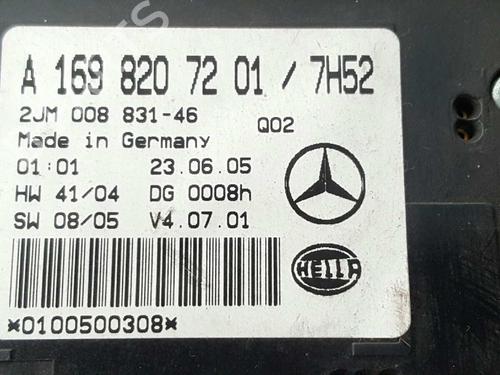 A 169 820 72 01 / 7H52
2JM 008 831-46 Q02
Made in Germany
01:01 23.06.05
HW 41/04 DG 0008h
SW 08/05 V4.07.01
HELLA
*0100500308*